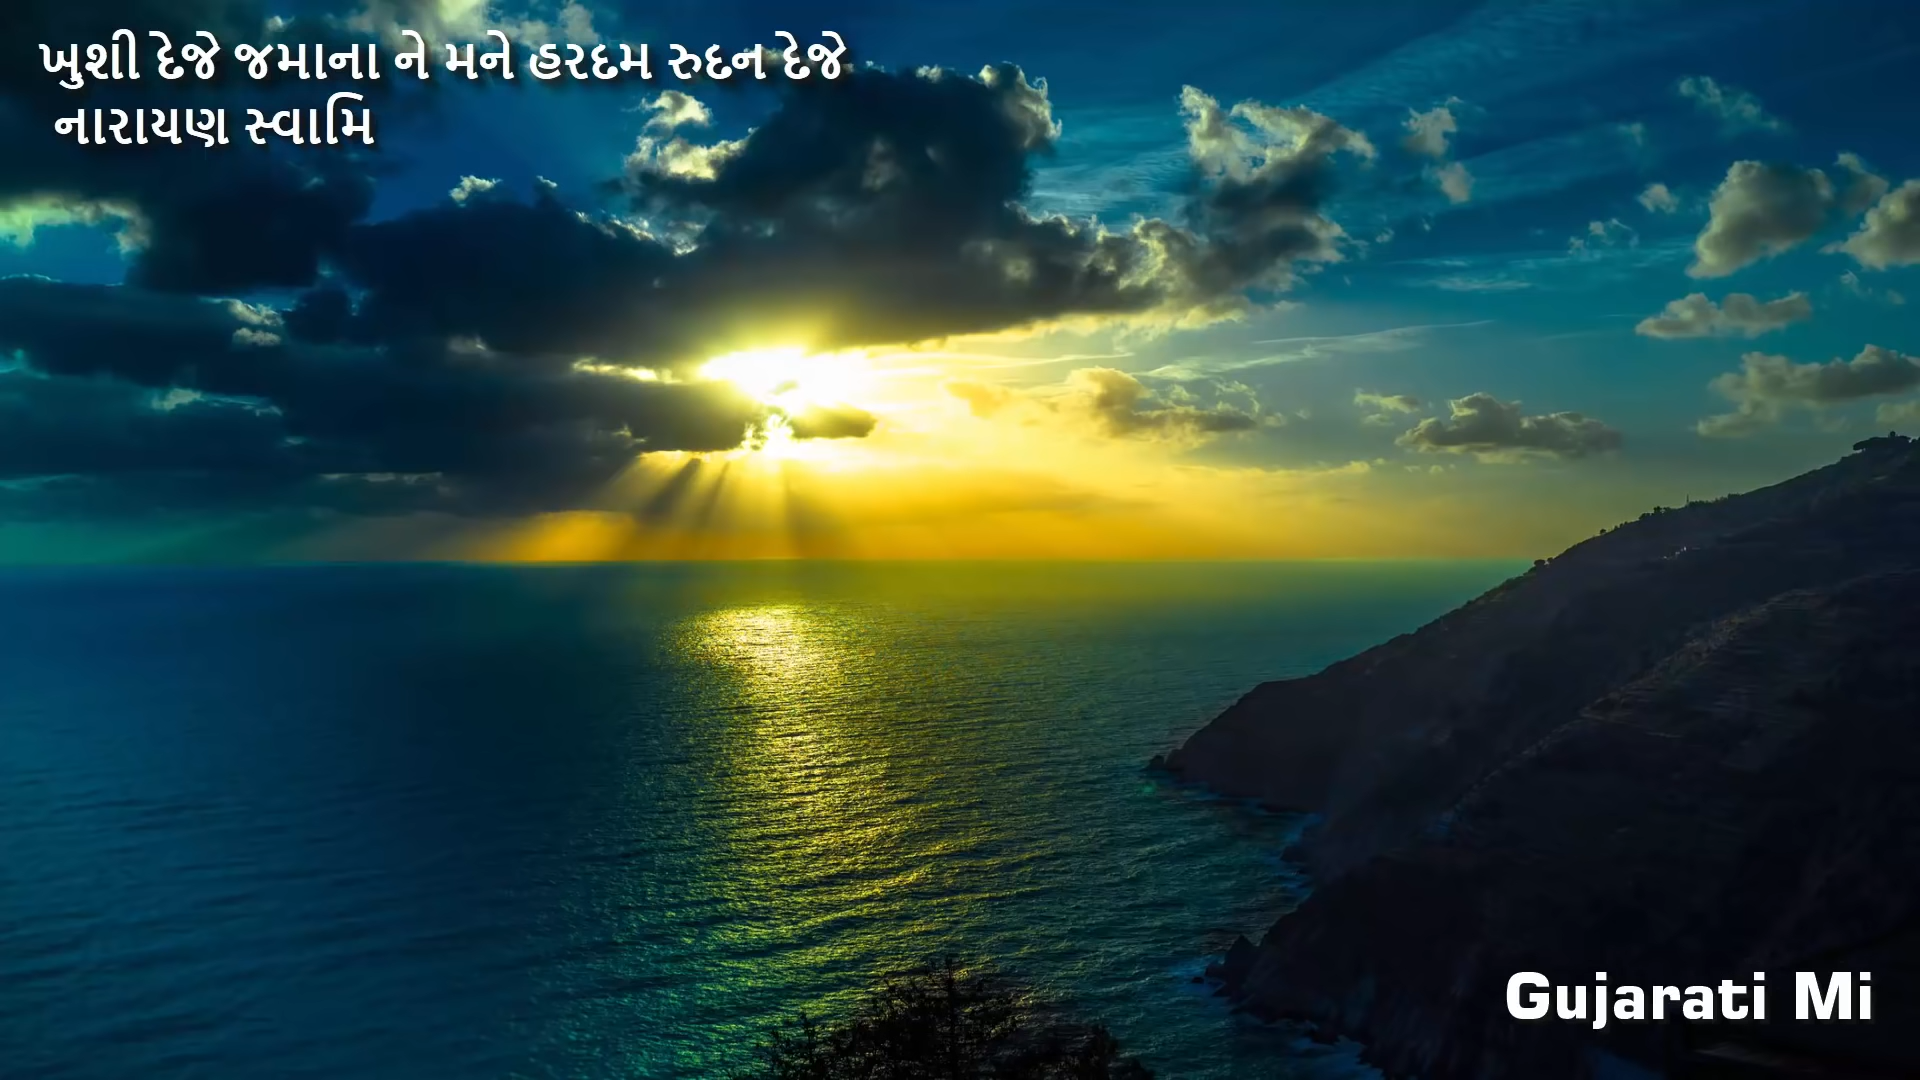 ખુશી દેજે જમાના ને મને હરદમ રુદન દેજે
નારાયણ સ્વામિ
Gujarati Mi